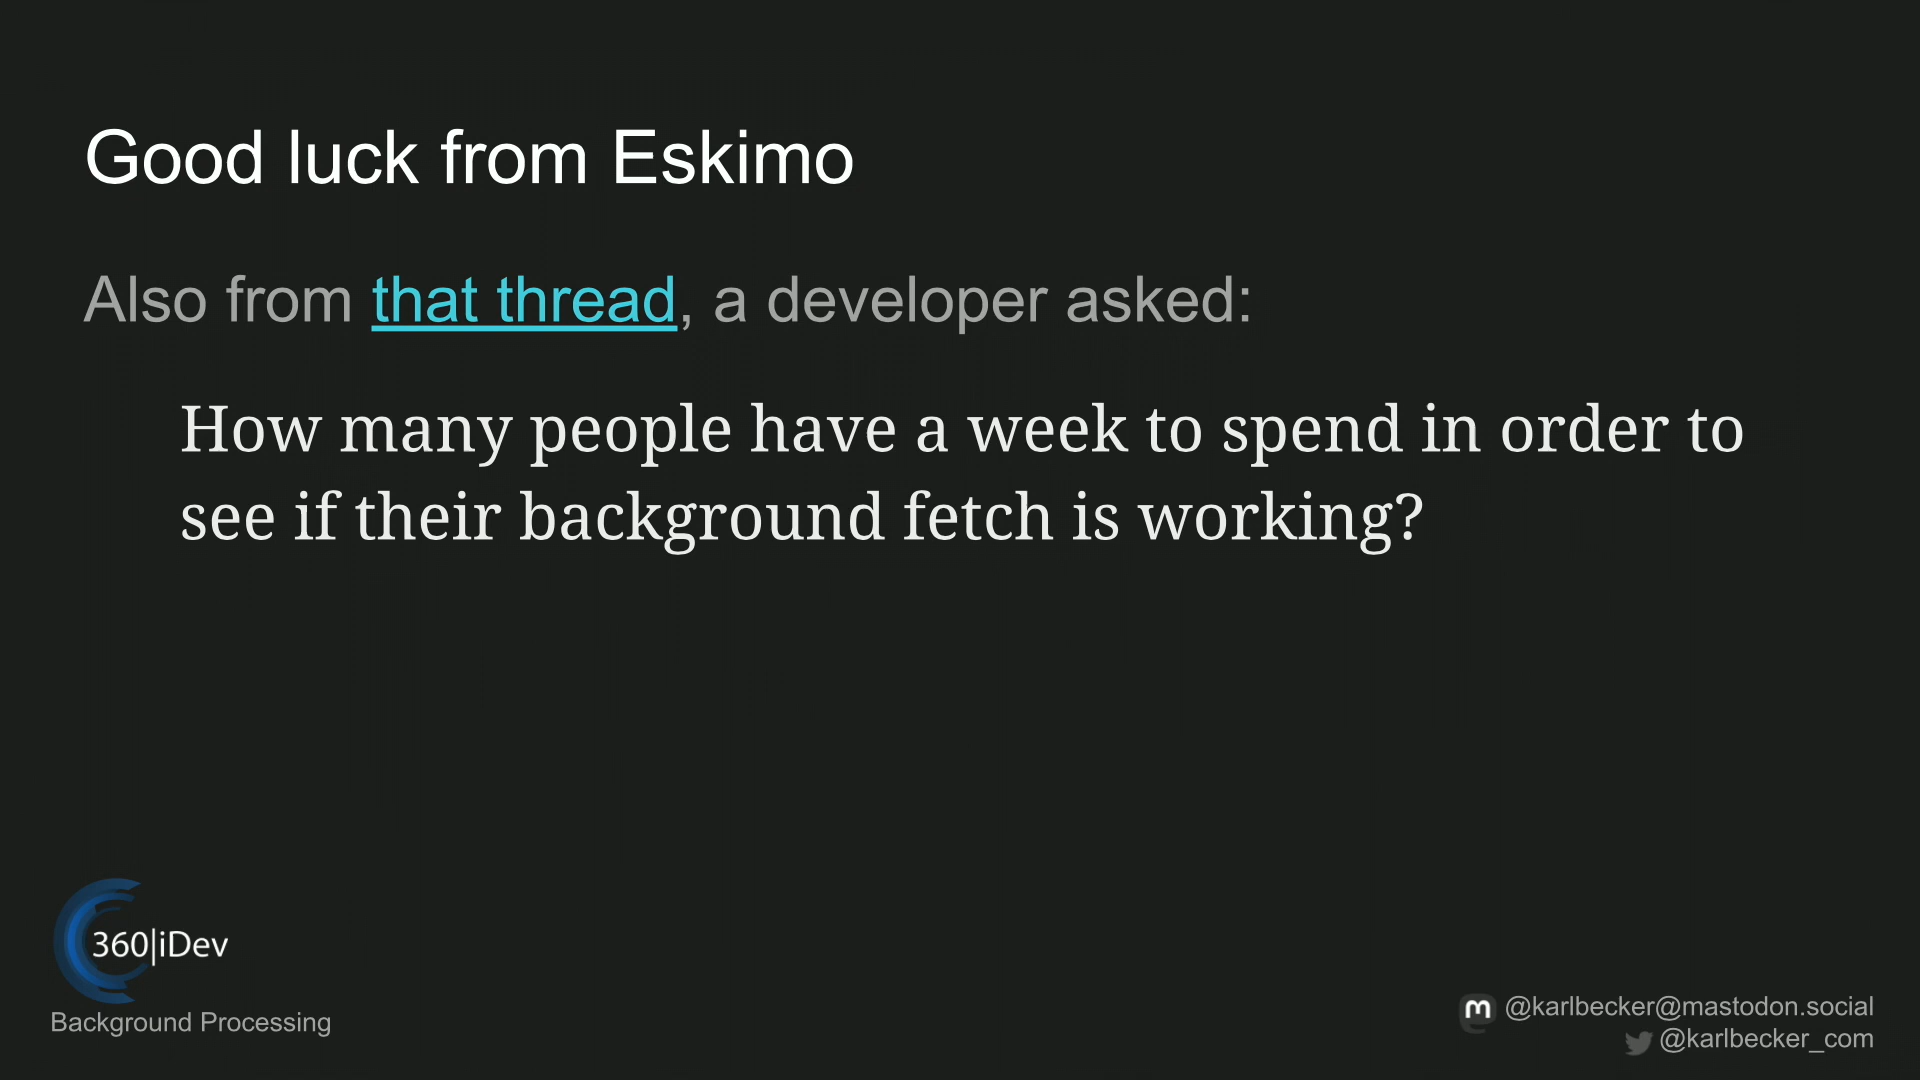 Good luck from Eskimo
Also from that thread, a developer asked:
How many people have a week to spend in order to
see if their background fetch is working?
360|iDev
Background Processing
@karlbecker@mastodon.social
@karlbecker_com